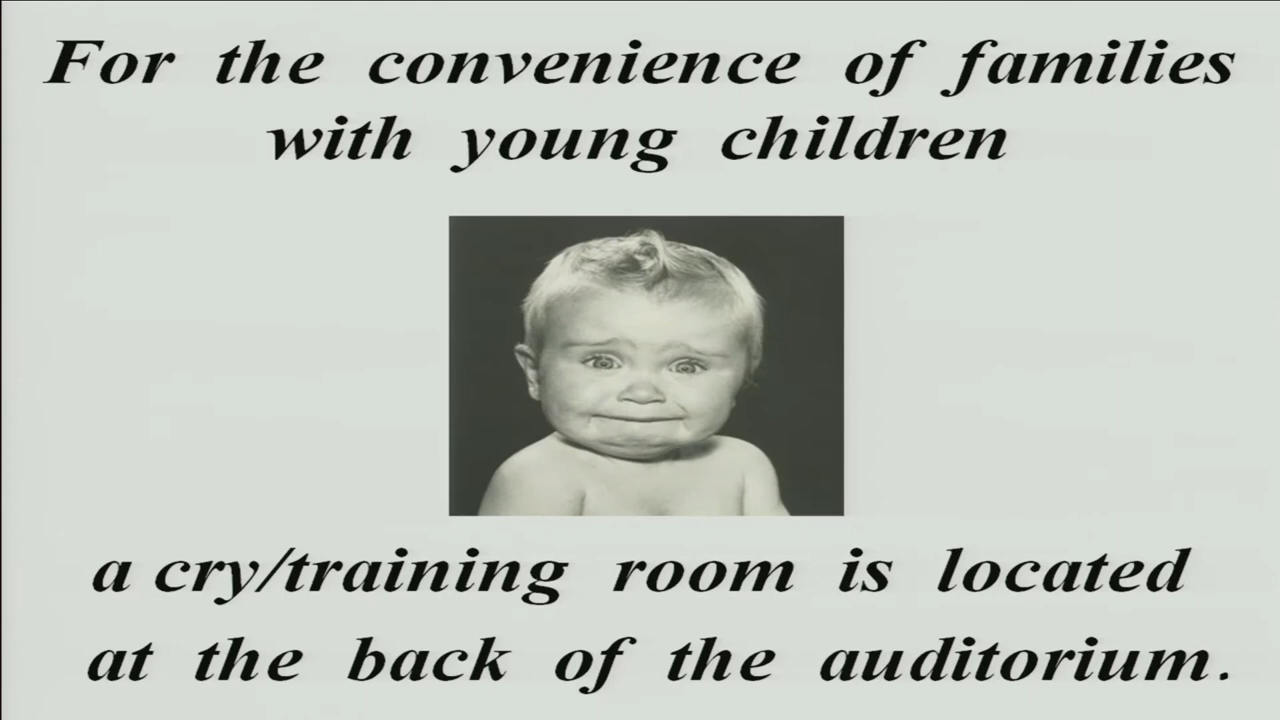 For the convenience of families
with young children
a cry/training room is located
at the back of the auditorium.